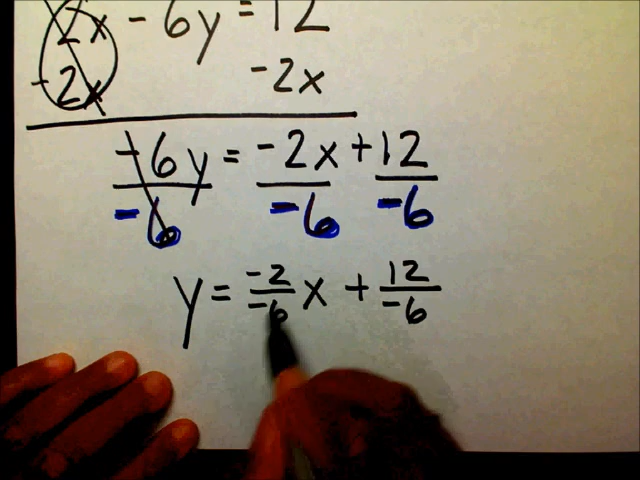 2x - 6y = 12
-2x -2x
-6y = -2x + 12
-6 -6 -6
y = -2/-6 x + 12/-6